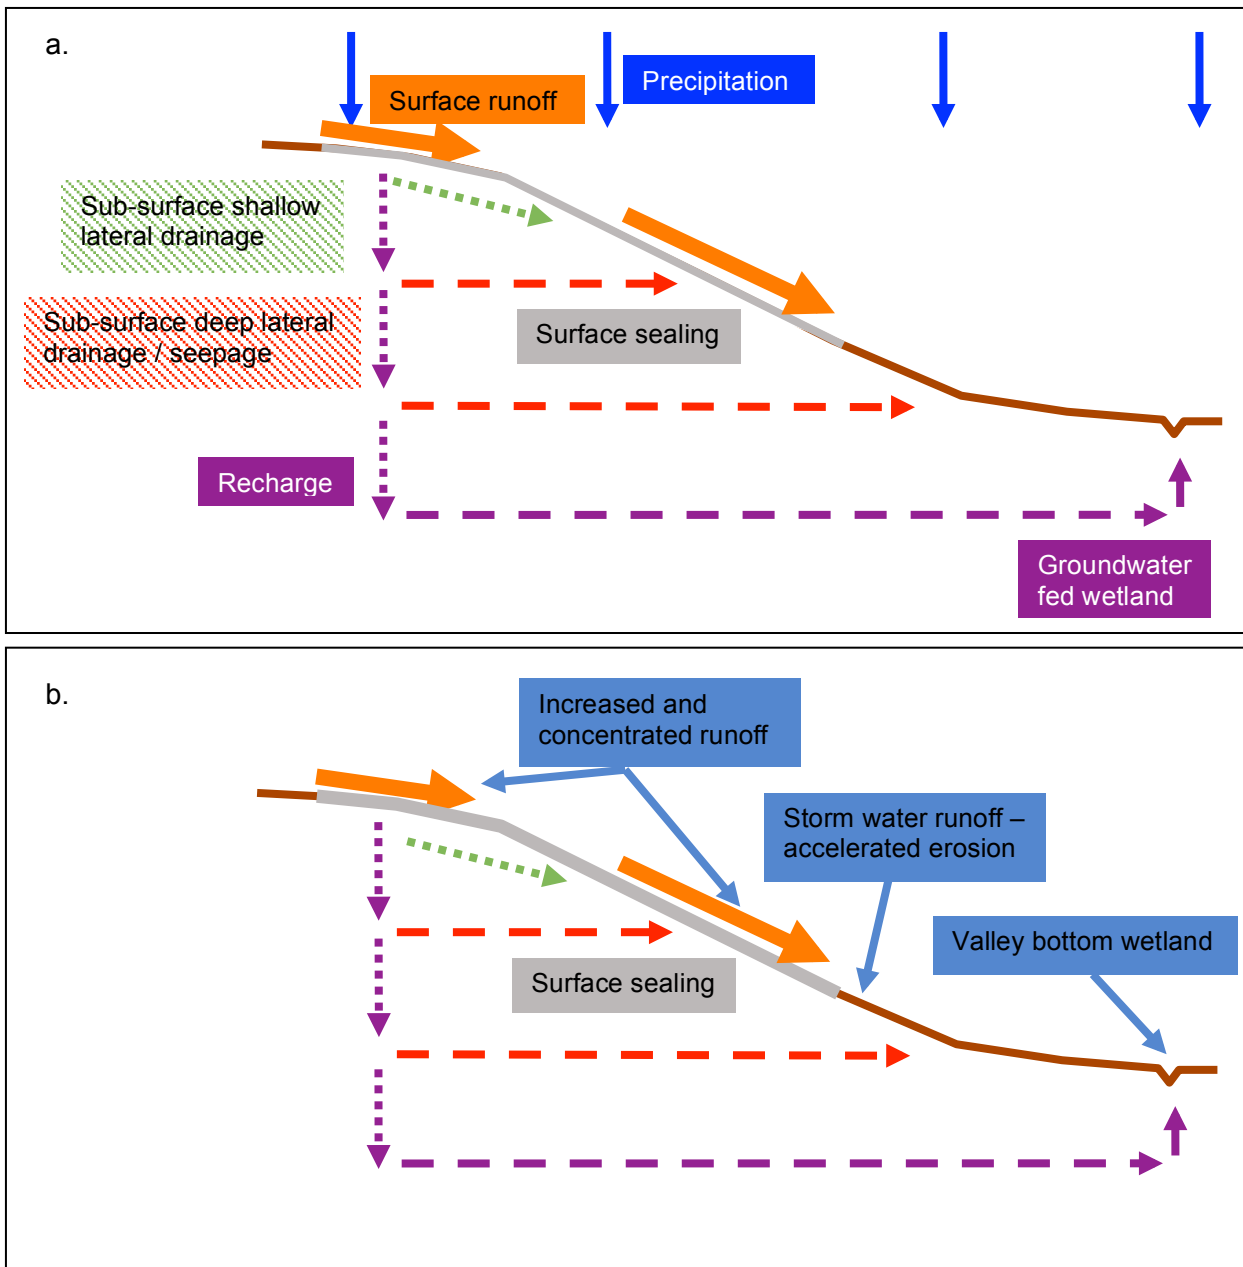 a.
Precipitation
Surface runoff
Sub-surface shallow
lateral drainage
Sub-surface deep lateral
drainage / seepage
Surface sealing
Recharge
Groundwater
fed wetland
b.
Increased and
concentrated runoff
Storm water runoff –
accelerated erosion
Valley bottom wetland
Surface sealing